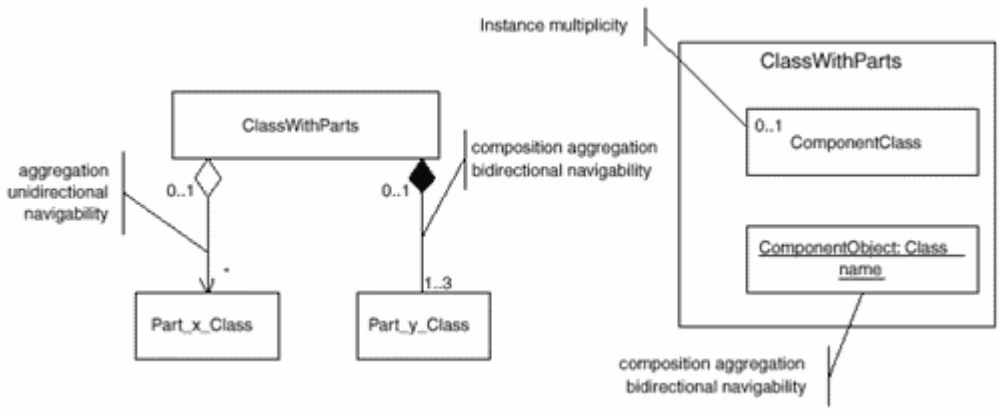 Instance multiplicity
ClassWithParts
ClassWithParts
0..1
ComponentClass
aggregation
unidirectional
navigability
composition aggregation
bidirectional navigability
0..1
0..1
*
1..3
ComponentObject: Class
name
Part_x_Class
Part_y_Class
composition aggregation
bidirectional navigability